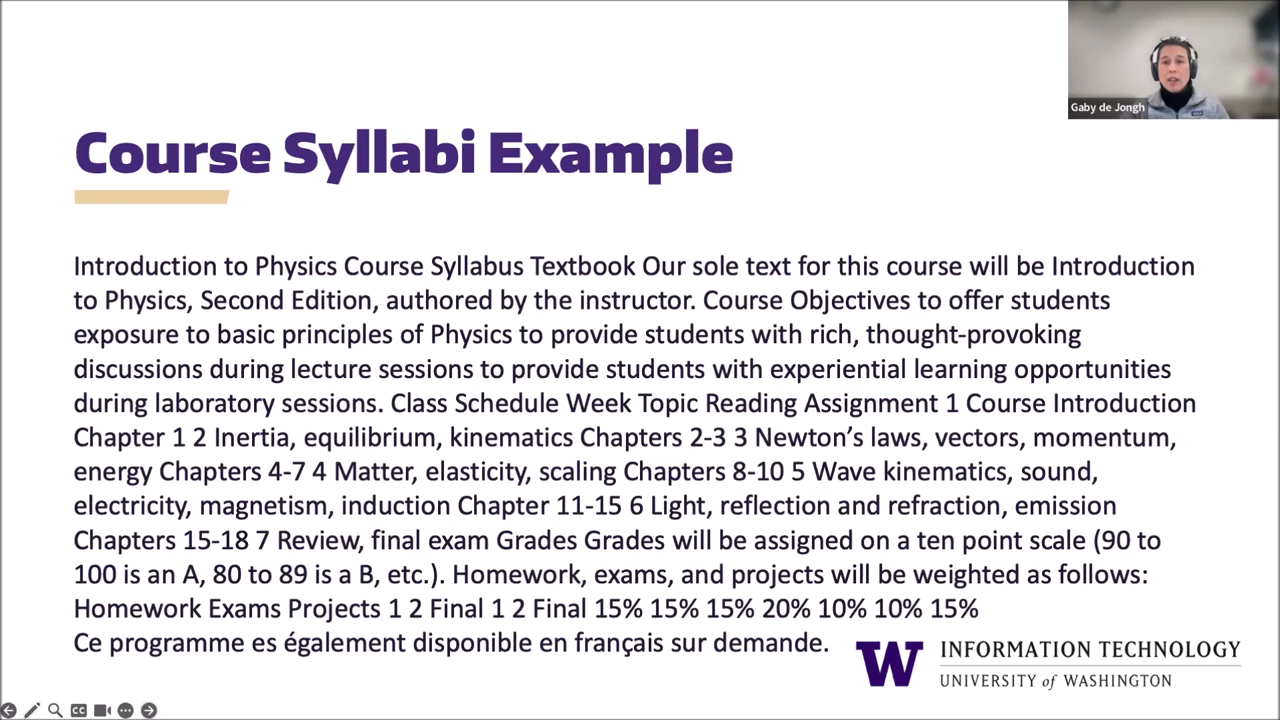 Gaby de Jongh
Course Syllabi Example
Introduction to Physics Course Syllabus Textbook Our sole text for this course will be Introduction
to Physics, Second Edition, authored by the instructor. Course Objectives to offer students
exposure to basic principles of Physics to provide students with rich, thought-provoking
discussions during lecture sessions to provide students with experiential learning opportunities
during laboratory sessions. Class Schedule Week Topic Reading Assignment 1 Course Introduction
Chapter 1 2 Inertia, equilibrium, kinematics Chapters 2-3 3 Newton’s laws, vectors, momentum,
energy Chapters 4-7 4 Matter, elasticity, scaling Chapters 8-10 5 Wave kinematics, sound,
electricity, magnetism, induction Chapter 11-15 6 Light, reflection and refraction, emission
Chapters 15-18 7 Review, final exam Grades Grades will be assigned on a ten point scale (90 to
100 is an A, 80 to 89 is a B, etc.). Homework, exams, and projects will be weighted as follows:
Homework Exams Projects 1 2 Final 1 2 Final 15% 15% 15% 20% 10% 10% 15%
Ce programme es également disponible en français sur demande.
W INFORMATION TECHNOLOGY
UNIVERSITY of WASHINGTON
CC